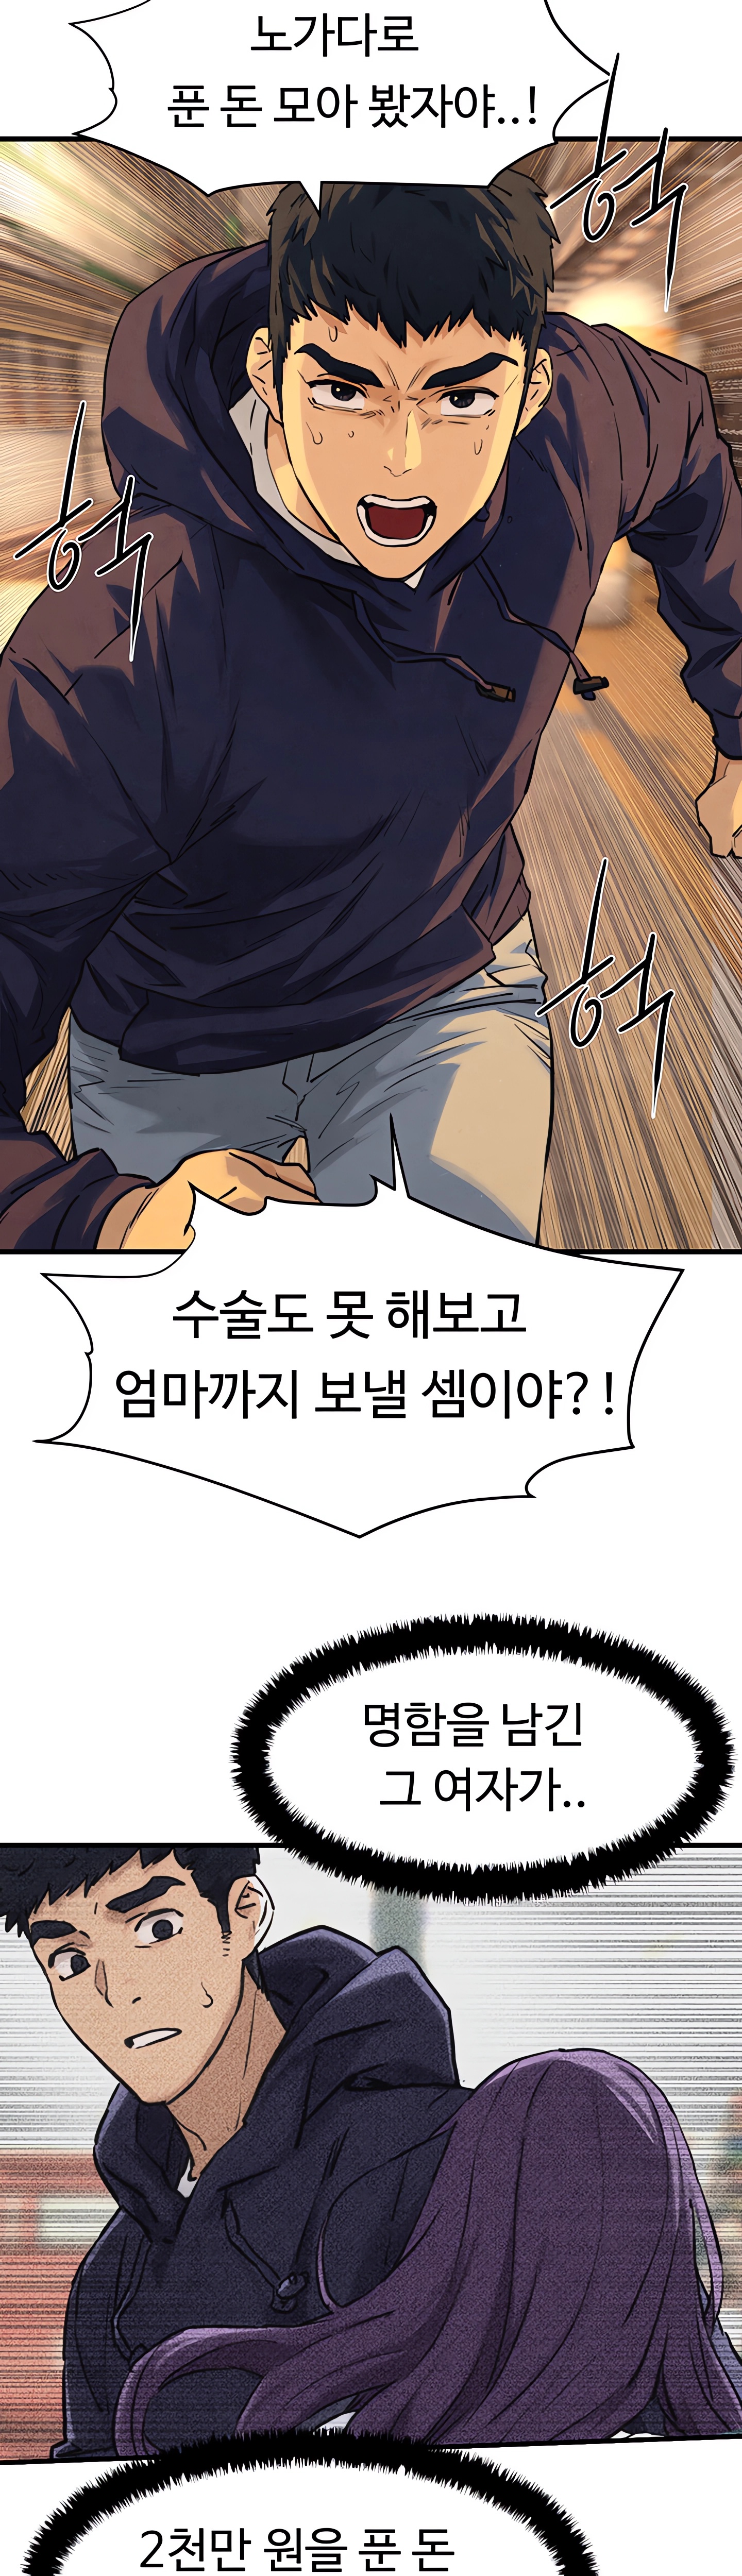 노가다로
푼 돈 모아 봤자야..!
헉
헉
헉
수술도 못 해보고
엄마까지 보낼 셈이야?!
명함을 남긴
그 여자가..
2천만 원을 푼 돈